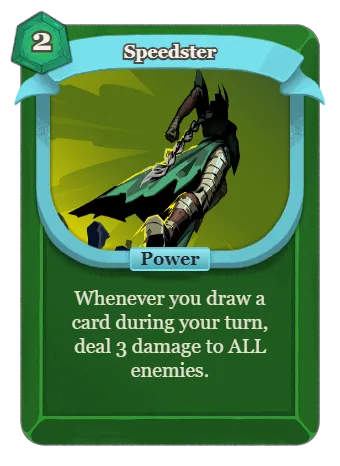 2
Speedster
Power
Whenever you draw a
card during your turn,
deal 3 damage to ALL
enemies.